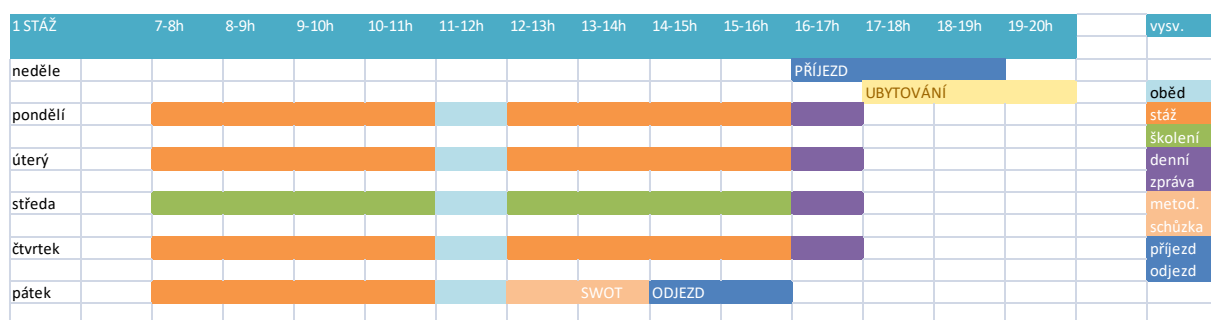 1 STÁŽ 7-8h 8-9h 9-10h 10-11h 11-12h 12-13h 13-14h 14-15h 15-16h 16-17h 17-18h 18-19h 19-20h vysv.
neděle PŘÍJEZD
UBYTOVÁNÍ oběd
pondělí stáž
školení
úterý denní
zpráva
středa metod.
schůzka
čtvrtek příjezd
odjezd
pátek SWOT ODJEZD